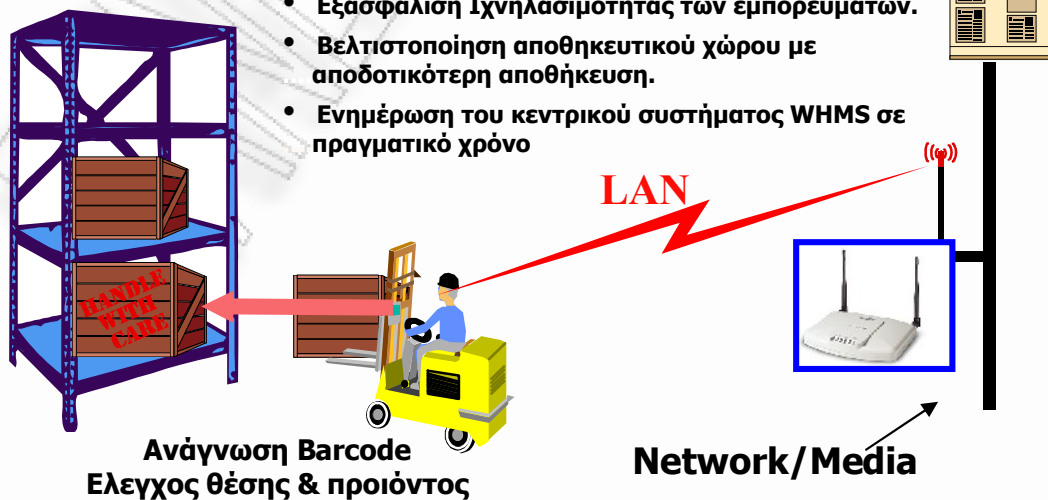 • Εξασφάλιση Ιχνηλασιμότητας των εμπορευμάτων.
• Βελτιστοποίηση αποθηκευτικού χώρου με
αποδοτικότερη αποθήκευση.
• Ενημέρωση του κεντρικού συστήματος WHMS σε
πραγματικό χρόνο
LAN
HANDLE
WITH
CARE
Ανάγνωση Barcode
Ελεγχος θέσης & προιόντος
Network/Media